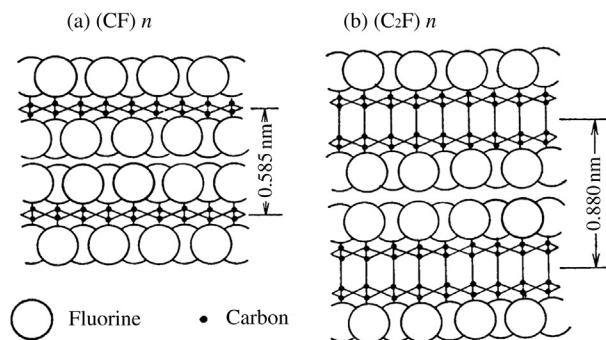 (a) (CF) n
(b) (C₂F) n
0.585 nm
0.880 nm
Fluorine
Carbon